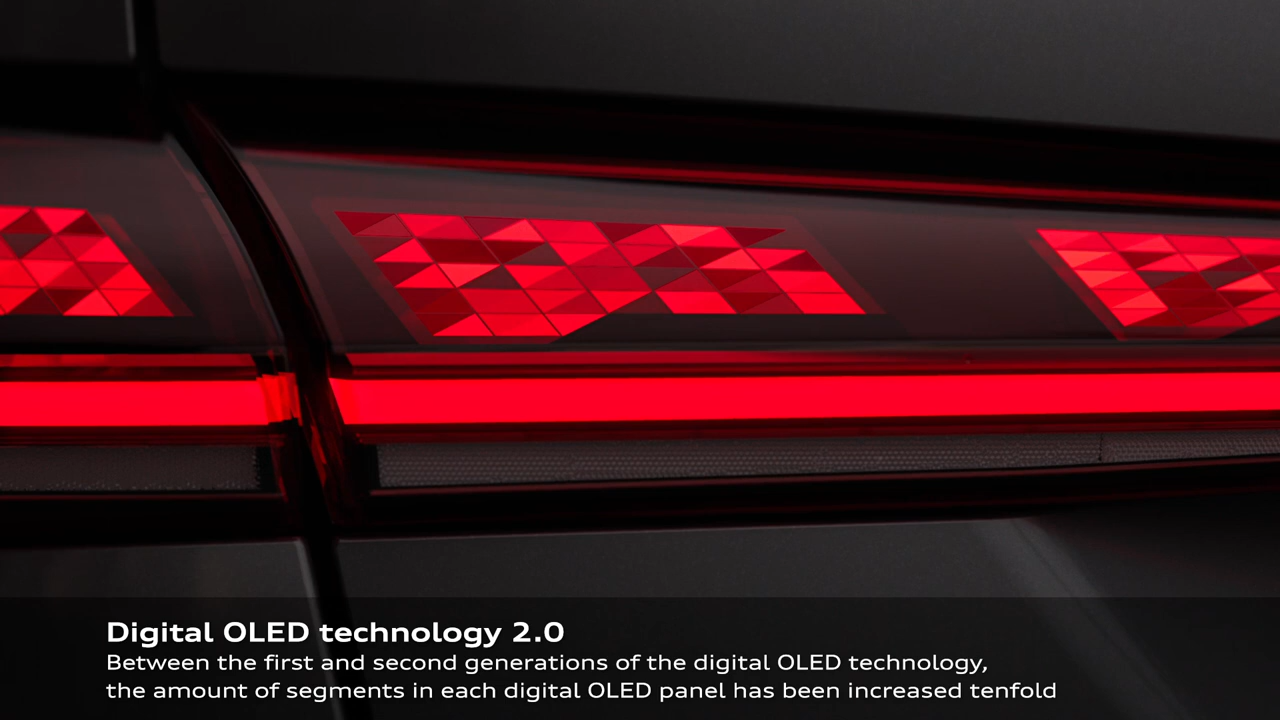 Digital OLED technology 2.0
Between the first and second generations of the digital OLED technology,
the amount of segments in each digital OLED panel has been increased tenfold